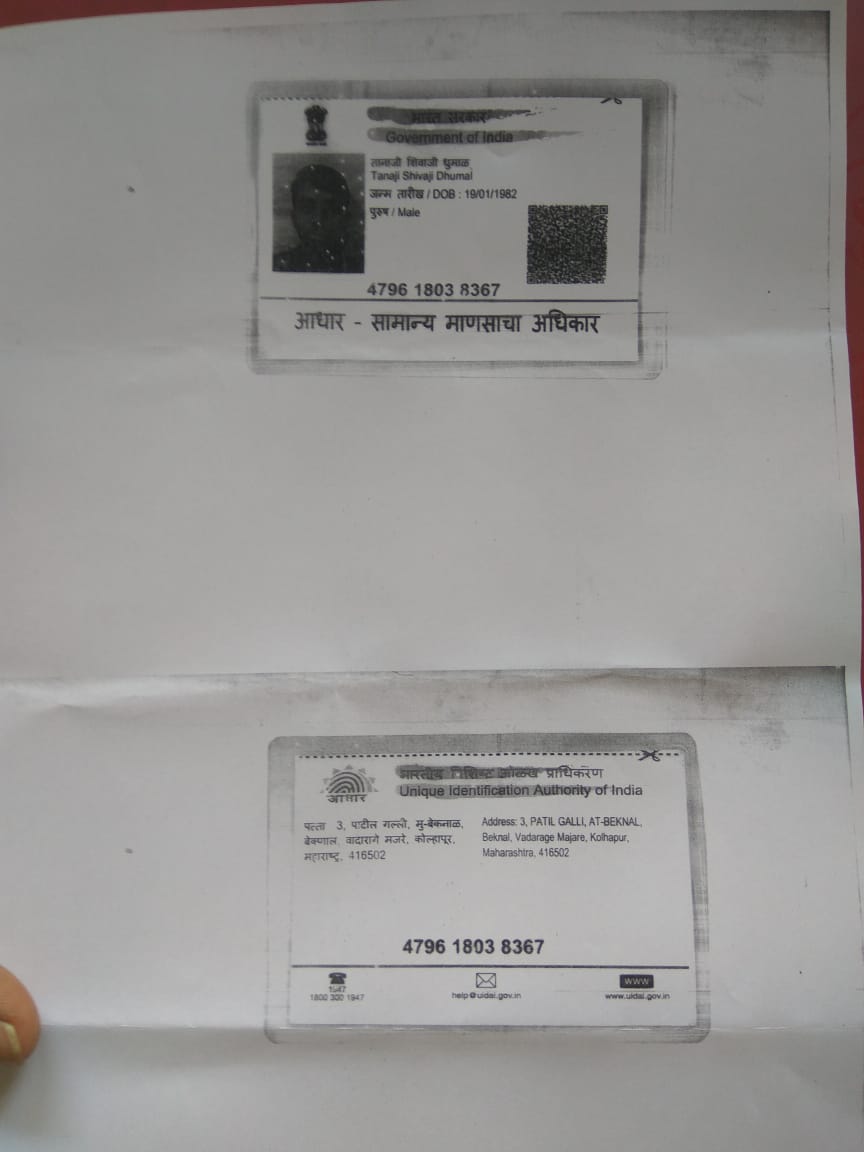 भारत सरकार
Government of India
तानाजी शिवाजी धुमाळ
Tanaji Shivaji Dhumal
जन्म तारीख / DOB : 19/01/1982
पुरुष / Male
4796 1803 8367
आधार - सामान्य माणसाचा अधिकार
भारतीय विशिष्ट ओळख प्राधिकरण
Unique Identification Authority of India
आधार
पत्ता 3, पाटील गल्ली, मु-बेकनाळ,
बेक्णाल, वादारागे मजरे, कोल्हापूर,
महाराष्ट्र, 416502
Address: 3, PATIL GALLI, AT-BEKNAL,
Beknal, Vadarage Majare, Kolhapur,
Maharashtra, 416502
4796 1803 8367
1947
1800 300 1947
help@uidai.gov.in
WWW
www.uidai.gov.in